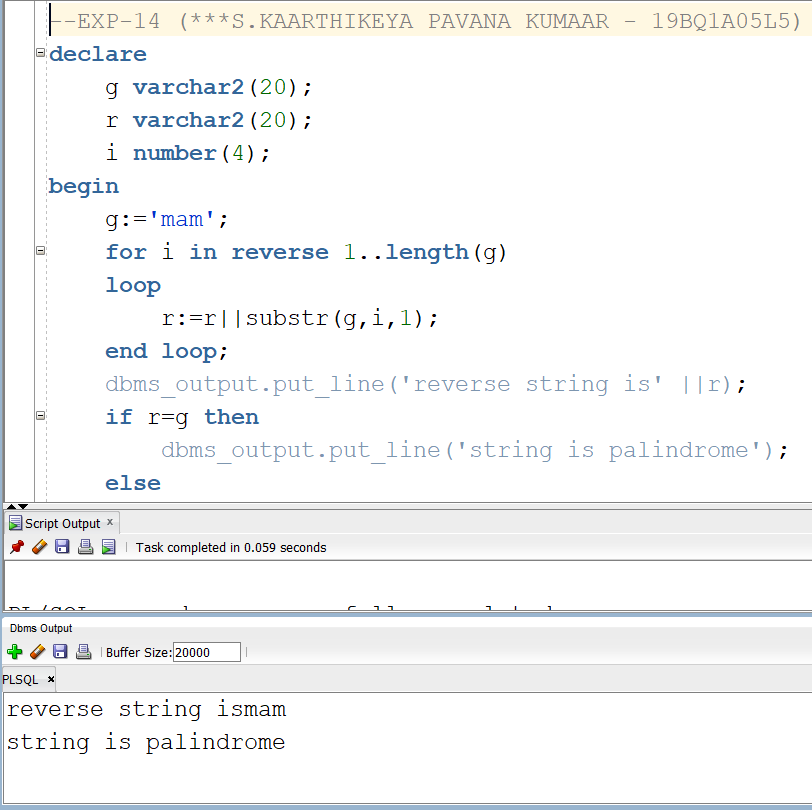 --EXP-14 (***S.KAARTHIKEYA PAVANA KUMAAR - 19BQ1A05L5)
declare
    g varchar2(20);
    r varchar2(20);
    i number(4);
begin
    g:='mam';
    for i in reverse 1..length(g)
    loop
        r:=r||substr(g,i,1);
    end loop;
    dbms_output.put_line('reverse string is' ||r);
    if r=g then
        dbms_output.put_line('string is palindrome');
    else
Script Output x
Task completed in 0.059 seconds
Dbms Output
Buffer Size: 20000
PLSQL x
reverse string ismam
string is palindrome